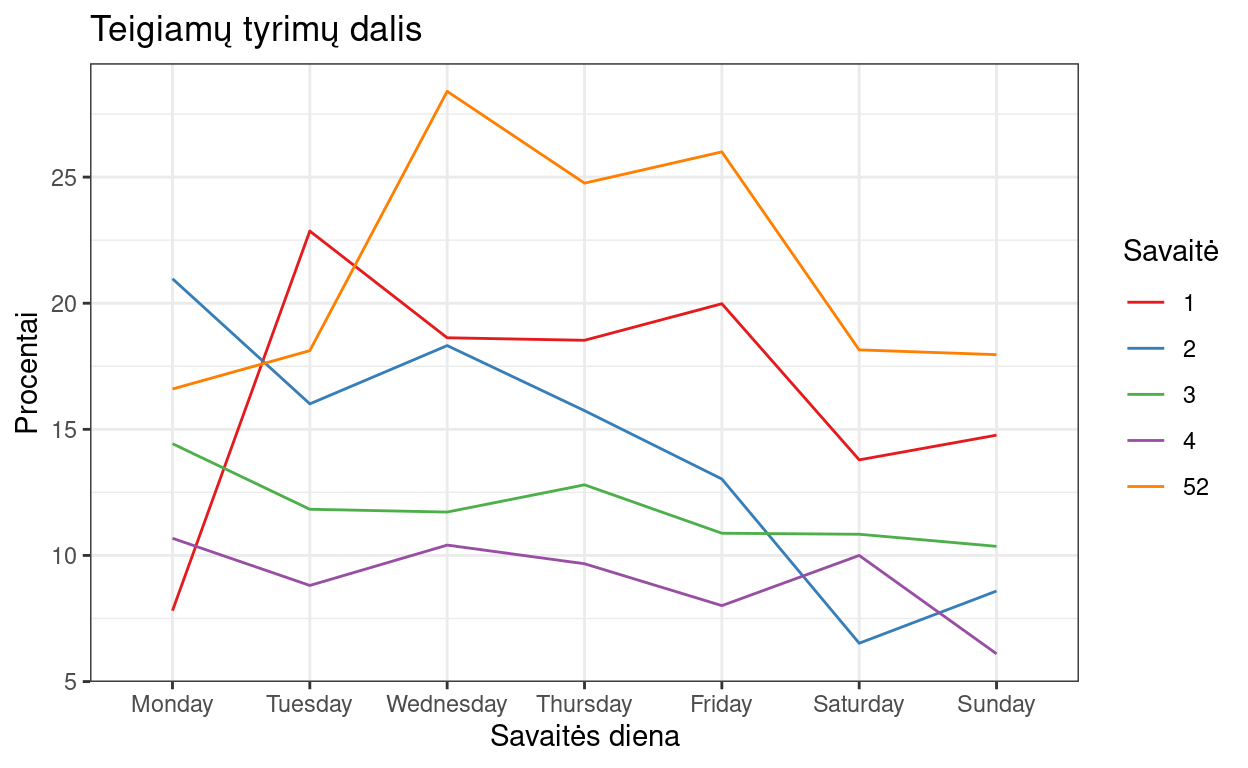 Teigiamų tyrimų dalis
Procentai
25
20
15
10
5
Monday Tuesday Wednesday Thursday Friday Saturday Sunday
Savaitės diena
Savaitė
1
2
3
4
52